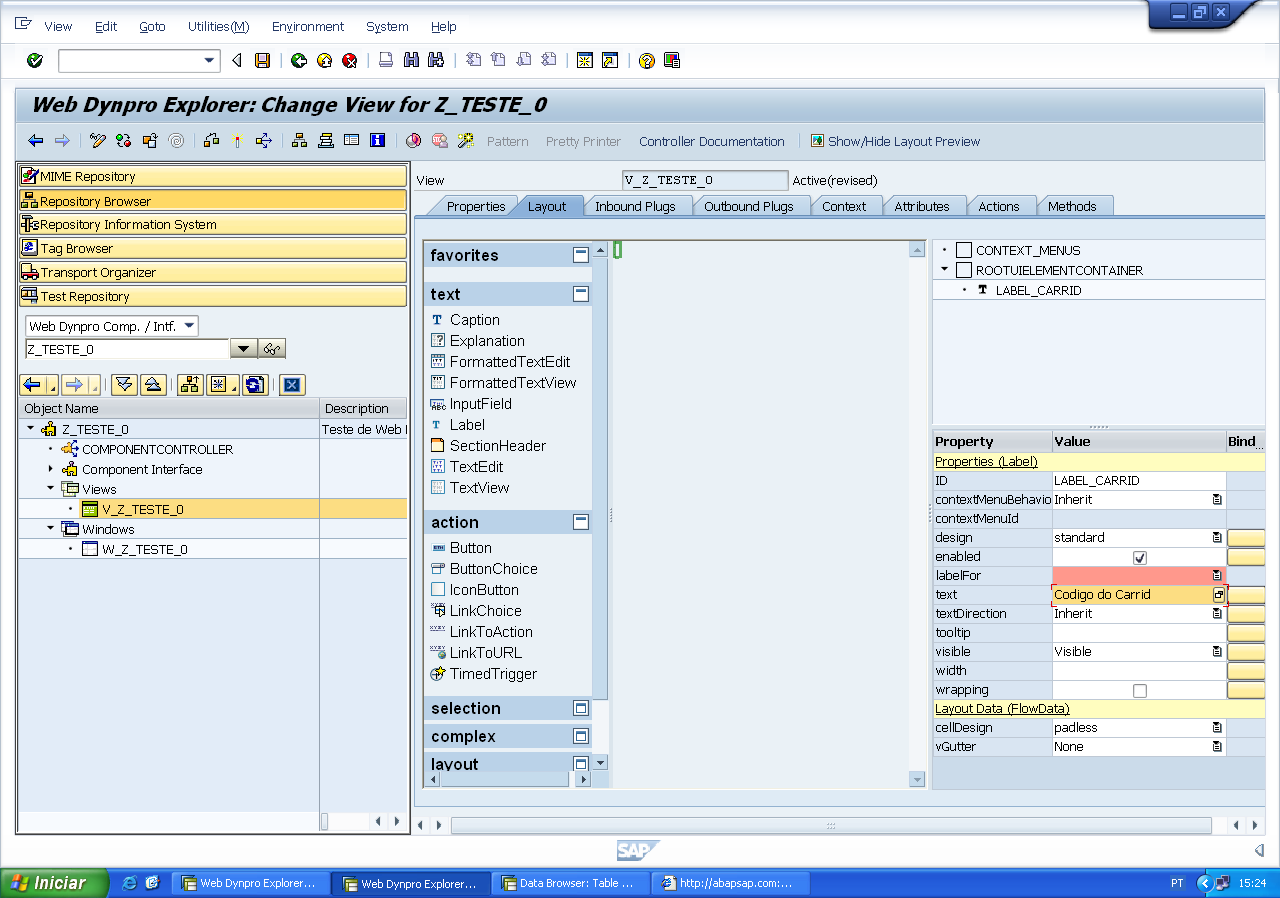 View Edit Goto Utilities(M) Environment System Help
Web Dynpro Explorer: Change View for Z_TESTE_0
Pattern Pretty Printer Controller Documentation Show/Hide Layout Preview
MIME Repository
Repository Browser
Repository Information System
Tag Browser
Transport Organizer
Test Repository
Web Dynpro Comp. / Intf.
Z_TESTE_0
Object Name Description
Z_TESTE_0 Teste de Web
COMPONENTCONTROLLER
Component Interface
Views
V_Z_TESTE_0
Windows
W_Z_TESTE_0
View V_Z_TESTE_0 Active(revised)
Properties Layout Inbound Plugs Outbound Plugs Context Attributes Actions Methods
favorites
text
Caption
Explanation
FormattedTextEdit
FormattedTextView
InputField
Label
SectionHeader
TextEdit
TextView
action
Button
ButtonChoice
IconButton
LinkChoice
LinkToAction
LinkToURL
TimedTrigger
selection
complex
layout
CONTEXT_MENUS
ROOTUIELEMENTCONTAINER
LABEL_CARRID
Property Value Bind...
Properties (Label)
ID LABEL_CARRID
contextMenuBehavio Inherit
contextMenuId
design standard
enabled
labelFor
text Codigo do Carrid
textDirection Inherit
tooltip
visible Visible
width
wrapping
Layout Data (FlowData)
cellDesign padless
vGutter None
SAP
Iniciar Web Dynpro Explorer... Web Dynpro Explorer... Data Browser: Table ... http://abapsap.com:... PT 15:24